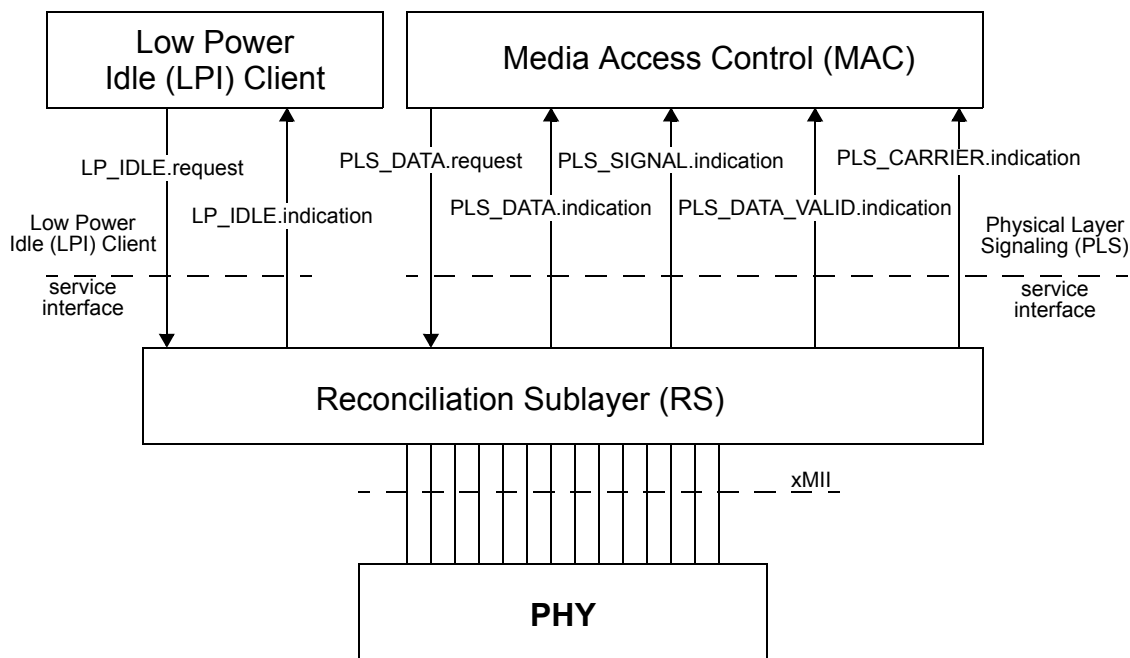 Low Power
Idle (LPI) Client
Media Access Control (MAC)
LP_IDLE.request
PLS_DATA.request
PLS_SIGNAL.indication
PLS_CARRIER.indication
LP_IDLE.indication
PLS_DATA.indication
PLS_DATA_VALID.indication
Low Power
Idle (LPI) Client
service
interface
Physical Layer
Signaling (PLS)
service
interface
Reconciliation Sublayer (RS)
xMII
PHY